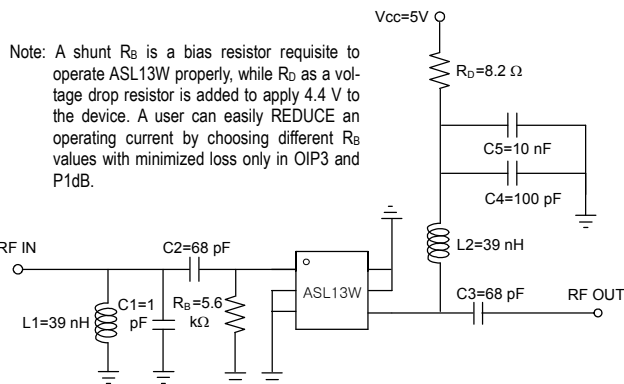 Vcc=5V
Note: A shunt RB is a bias resistor requisite to
operate ASL13W properly, while RD as a vol-
tage drop resistor is added to apply 4.4 V to
the device. A user can easily REDUCE an
operating current by choosing different RB
values with minimized loss only in OIP3 and
P1dB.
RD=8.2 Ω
C5=10 nF
C4=100 pF
RF IN
C2=68 pF
L2=39 nH
L1=39 nH
C1=1
pF
RB=5.6
kΩ
ASL13W
C3=68 pF
RF OUT